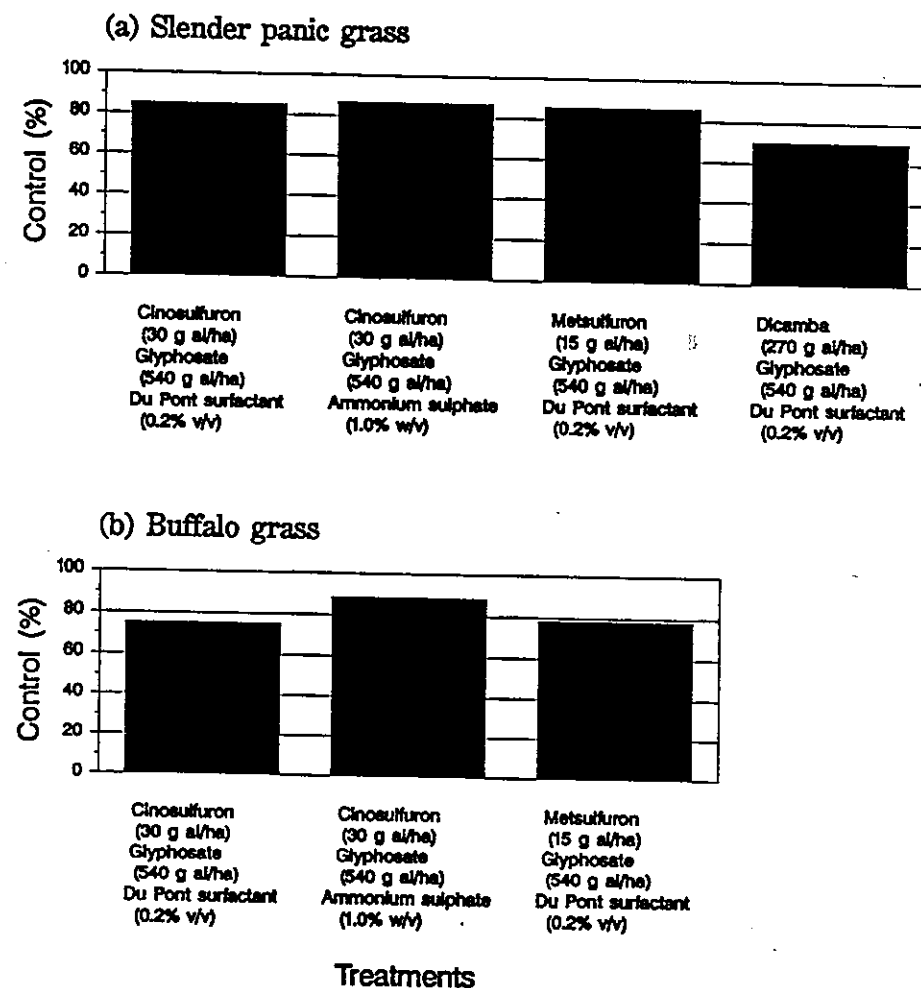 (a) Slender panic grass
100
80
60
40
20
0
Control (%)
Cinosulfuron
(30 g ai/ha)
Glyphosate
(540 g ai/ha)
Du Pont surfactant
(0.2% v/v)
Cinosulfuron
(30 g ai/ha)
Glyphosate
(540 g ai/ha)
Ammonium sulphate
(1.0% w/v)
Metsulfuron
(15 g ai/ha)
Glyphosate
(540 g ai/ha)
Du Pont surfactant
(0.2% v/v)
Dicamba
(270 g ai/ha)
Glyphosate
(540 g ai/ha)
Du Pont surfactant
(0.2% v/v)
(b) Buffalo grass
100
80
60
40
20
0
Control (%)
Cinosulfuron
(30 g ai/ha)
Glyphosate
(540 g ai/ha)
Du Pont surfactant
(0.2% v/v)
Cinosulfuron
(30 g ai/ha)
Glyphosate
(540 g ai/ha)
Ammonium sulphate
(1.0% w/v)
Metsulfuron
(15 g ai/ha)
Glyphosate
(540 g ai/ha)
Du Pont surfactant
(0.2% v/v)
Treatments